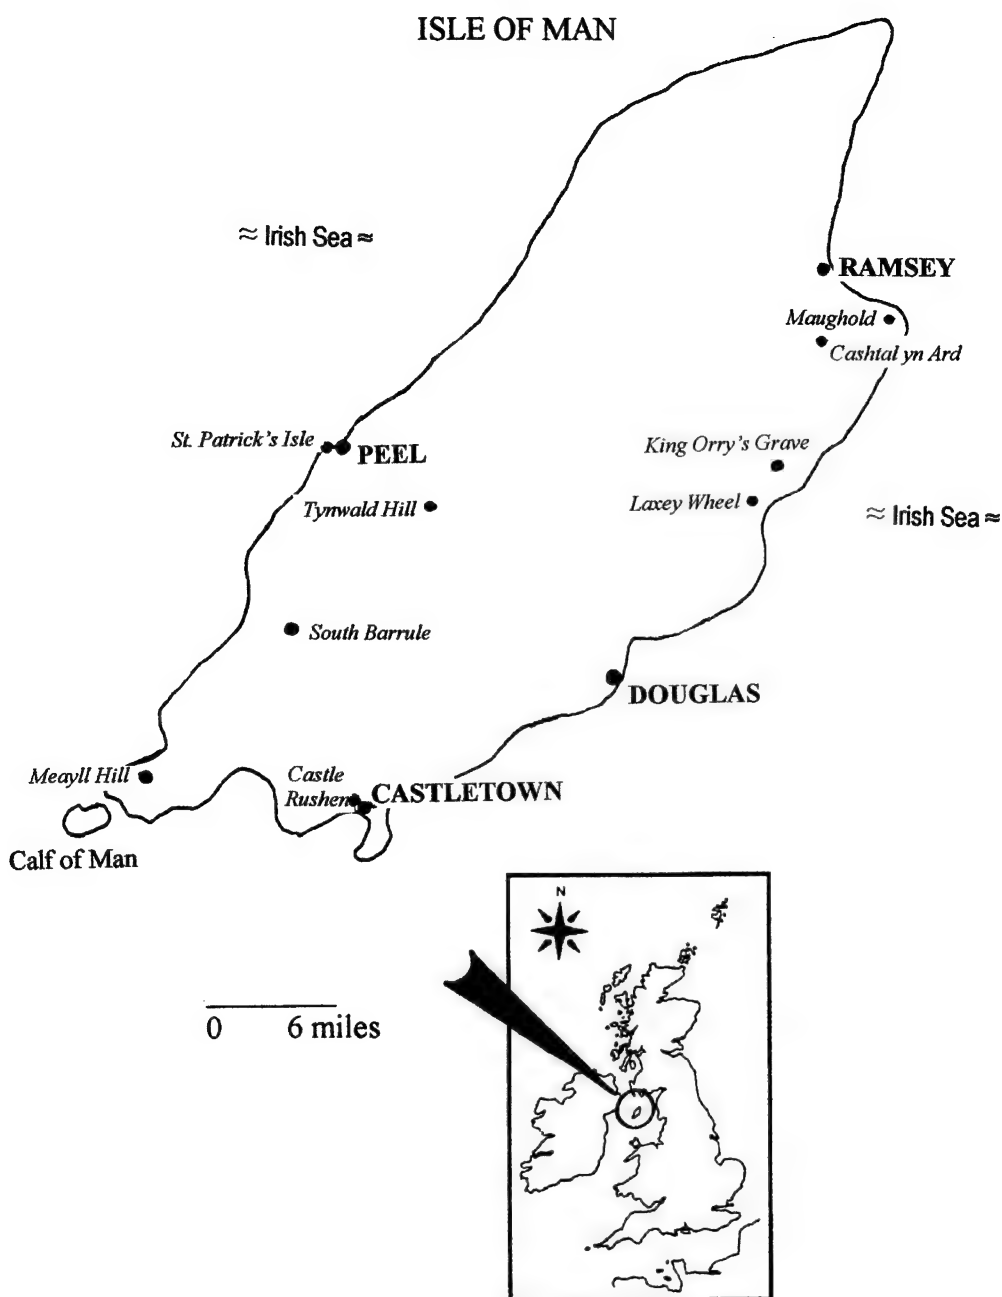 ISLE OF MAN
≈ Irish Sea ≈
RAMSEY
Maughold
Cashtal yn Ard
St. Patrick's Isle
PEEL
King Orry's Grave
Tynwald Hill
Laxey Wheel
≈ Irish Sea ≈
South Barrule
DOUGLAS
Meayll Hill
Castle
Rushen
CASTLETOWN
Calf of Man
N
0 6 miles